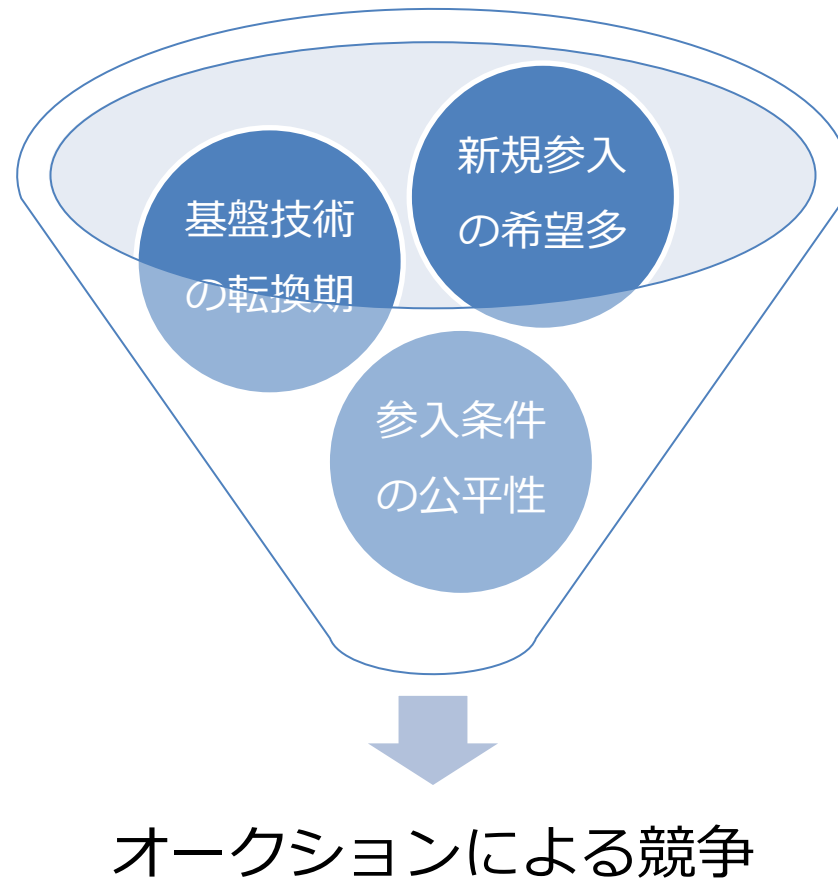 新規参入
の希望多
基盤技術
の転換期
参入条件
の公平性
オークションによる競争